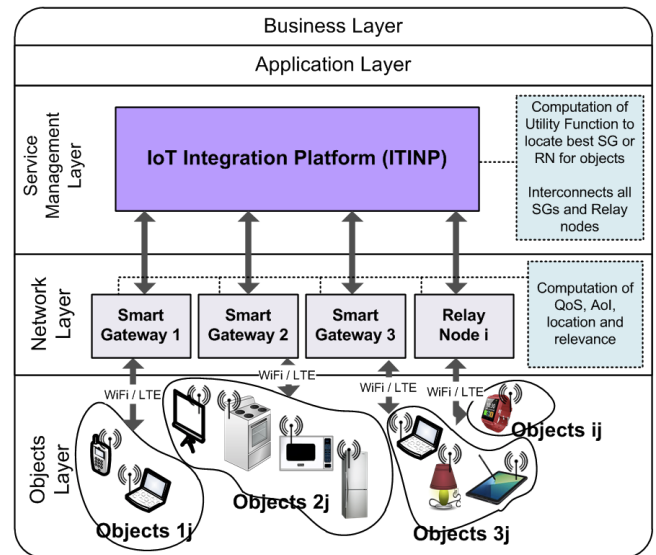 Business Layer
Application Layer
Service
Management
Layer
IoT Integration Platform (ITINP)
Computation of
Utility Function to
locate best SG or
RN for objects
Interconnects all
SGs and Relay
nodes
Network
Layer
Smart
Gateway 1
Smart
Gateway 2
Smart
Gateway 3
Relay
Node i
Computation of
QoS, AoI,
location and
relevance
WiFi / LTE
WiFi / LTE
WiFi / LTE
WiFi / LTE
Objects
Layer
Objects 1j
Objects 2j
Objects 3j
Objects ij